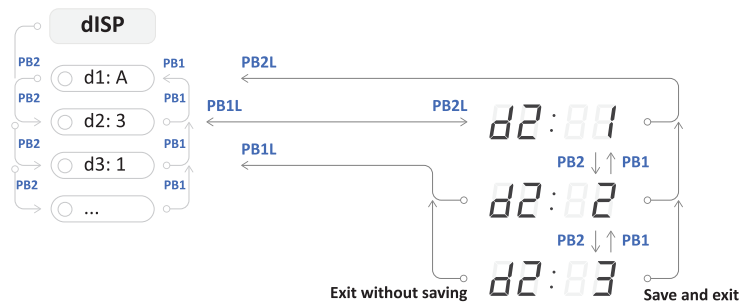 dISP
PB2 PB1 PB2L
d1: A
PB2 PB1 PB1L PB2L
d2: 3 d2: 1
PB2 PB1 PB1L
d3: 1 PB2 PB1
PB2 PB1
... d2: 2
PB2 PB1
d2: 3
Exit without saving Save and exit